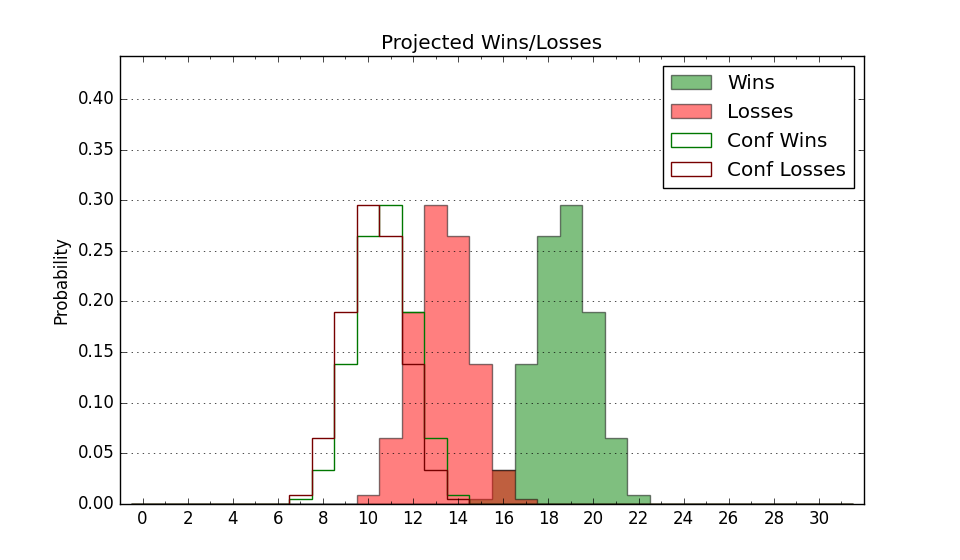 Projected Wins/Losses
Wins
Losses
Conf Wins
Conf Losses
Probability
0.40
0.35
0.30
0.25
0.20
0.15
0.10
0.05
0.00
0 2 4 6 8 10 12 14 16 18 20 22 24 26 28 30